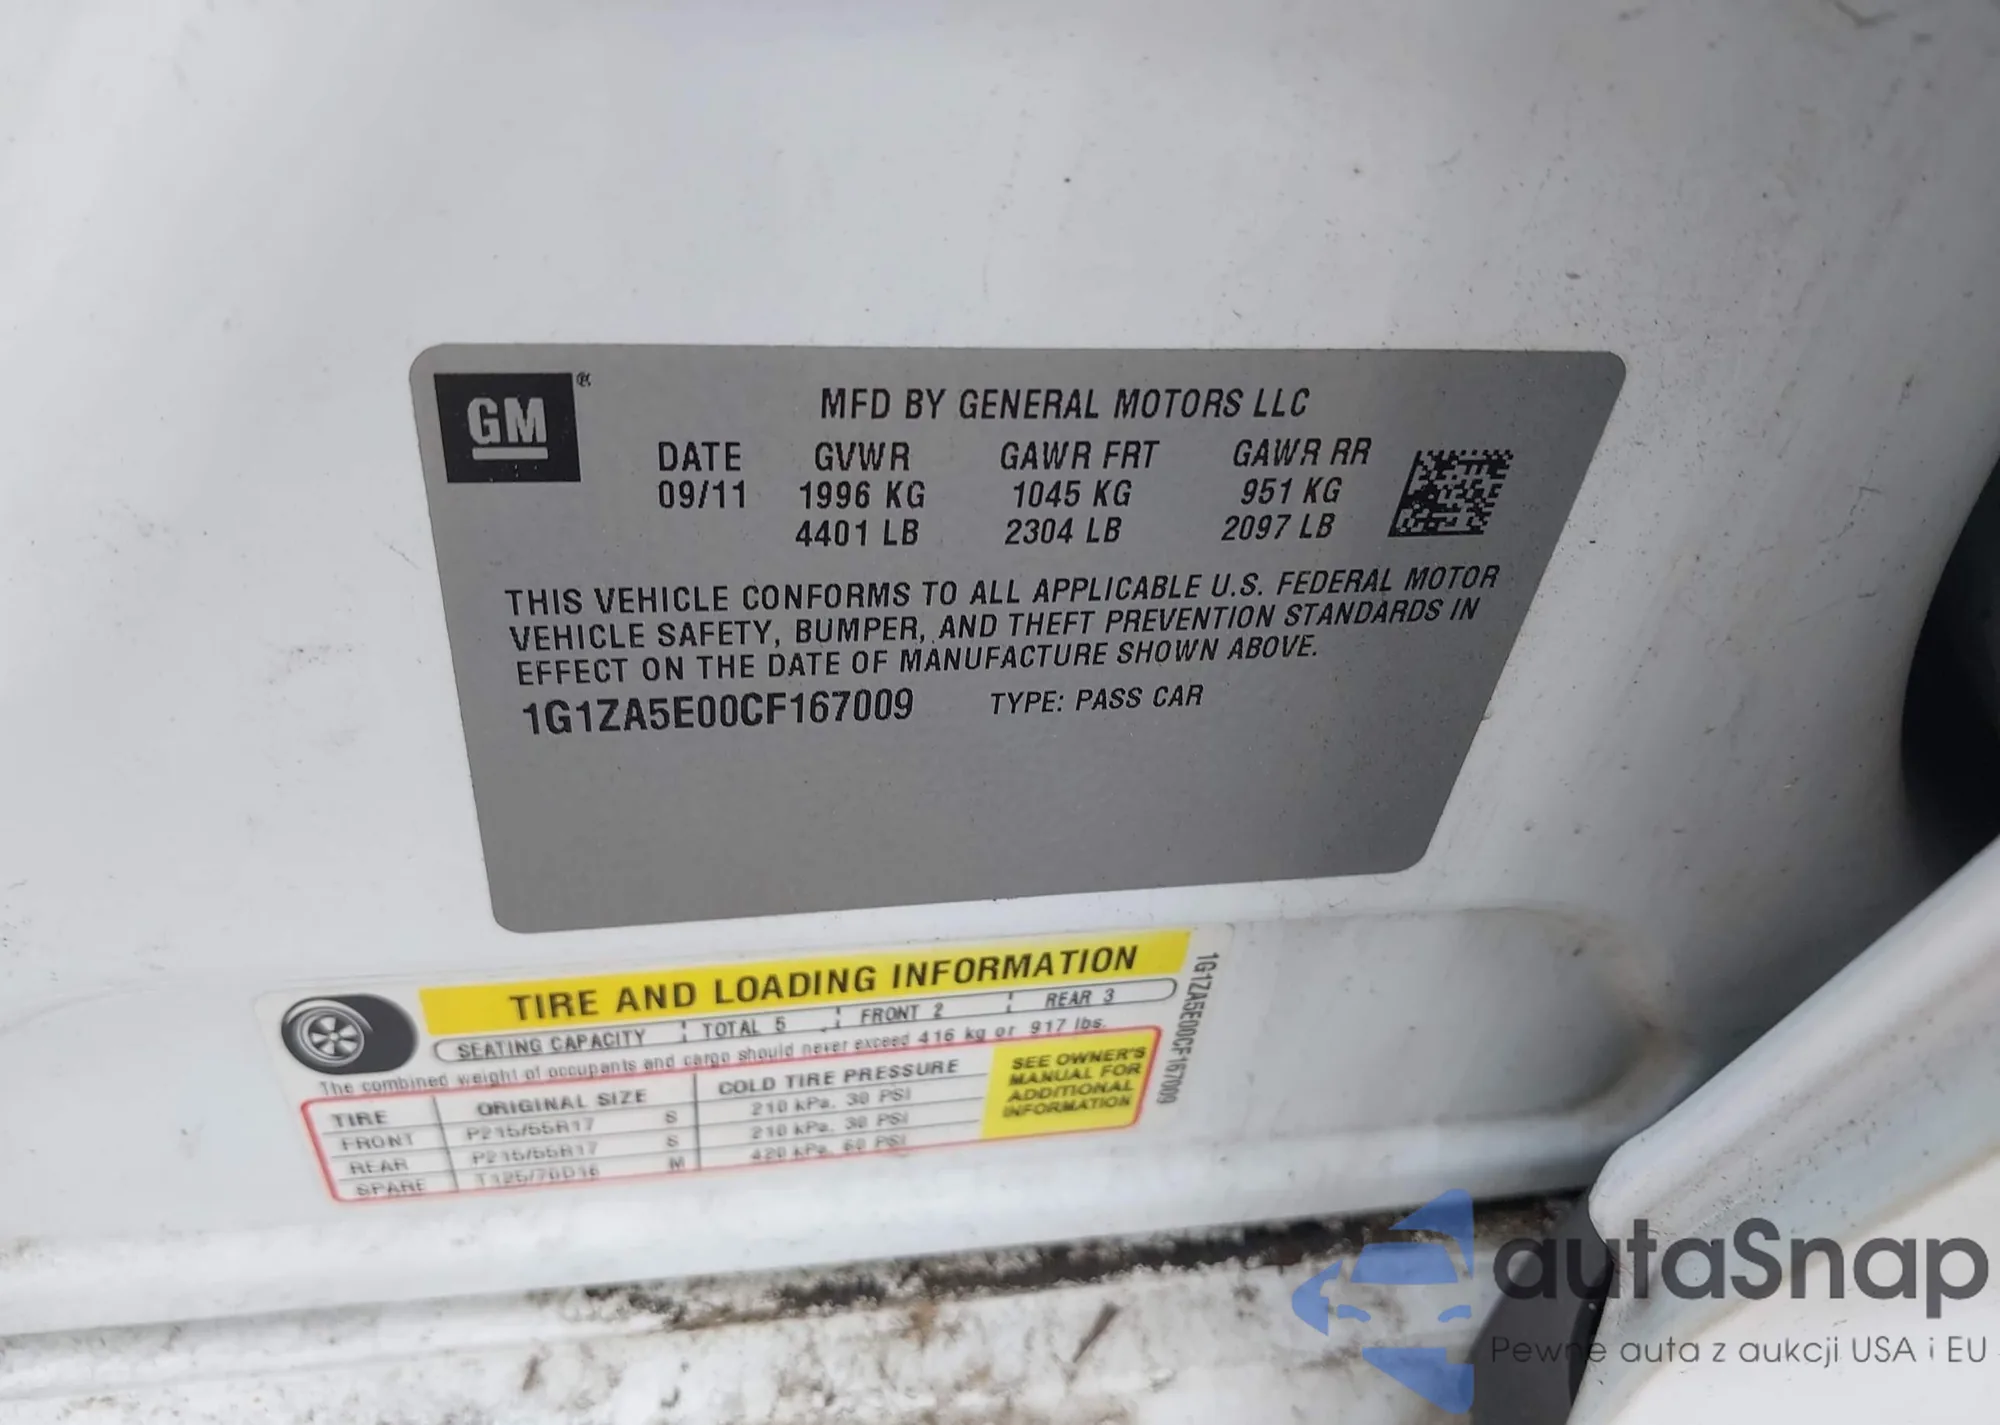 GM®
MFD BY GENERAL MOTORS LLC
DATE GVWR GAWR FRT GAWR RR
09/11 1996 KG 1045 KG 951 KG
4401 LB 2304 LB 2097 LB
THIS VEHICLE CONFORMS TO ALL APPLICABLE U.S. FEDERAL MOTOR
VEHICLE SAFETY, BUMPER, AND THEFT PREVENTION STANDARDS IN
EFFECT ON THE DATE OF MANUFACTURE SHOWN ABOVE.
1G1ZA5E00CF167009 TYPE: PASS CAR
TIRE AND LOADING INFORMATION
SEATING CAPACITY TOTAL 5 FRONT 2 REAR 3
The combined weight of occupants and cargo should never exceed 416 kg or 917 lbs.
TIRE ORIGINAL SIZE COLD TIRE PRESSURE
FRONT P215/55R17 S 210 kPa, 30 PSI
REAR P215/55R17 S 210 kPa, 30 PSI
SPARE T125/70D16 M 420 kPa, 60 PSI
SEE OWNER'S
MANUAL FOR
ADDITIONAL
INFORMATION
1G1ZA5E00CF167009
autaSnap
Pewne auta z aukcji USA i EU